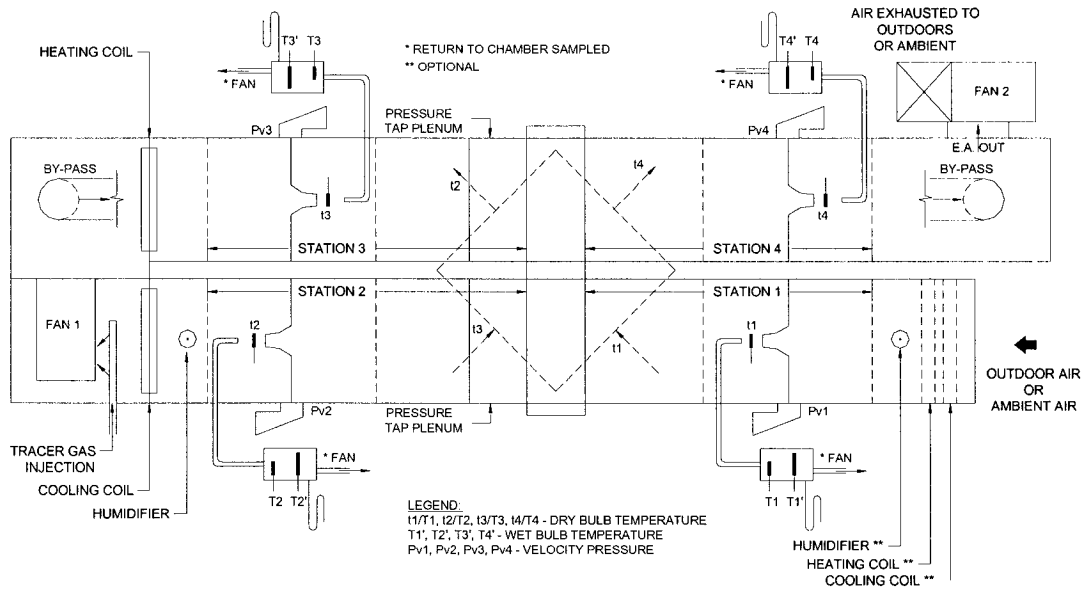 AIR EXHAUSTED TO
OUTDOORS
OR AMBIENT
HEATING COIL
T3' T3
* RETURN TO CHAMBER SAMPLED
** OPTIONAL
T4' T4
* FAN
* FAN
FAN 2
Pv3
PRESSURE
TAP PLENUM
Pv4
E.A. OUT
BY-PASS
BY-PASS
t2
t4
t3
t4
STATION 3
STATION 4
STATION 2
STATION 1
FAN 1
t2
t3
t1
t1
OUTDOOR AIR
OR
AMBIENT AIR
Pv2
PRESSURE
TAP PLENUM
Pv1
TRACER GAS
INJECTION
* FAN
* FAN
COOLING COIL
T2 T2'
T1 T1'
HUMIDIFIER
LEGEND:
t1/T1, t2/T2, t3/T3, t4/T4 - DRY BULB TEMPERATURE
T1', T2', T3', T4' - WET BULB TEMPERATURE
Pv1, Pv2, Pv3, Pv4 - VELOCITY PRESSURE
HUMIDIFIER **
HEATING COIL **
COOLING COIL **